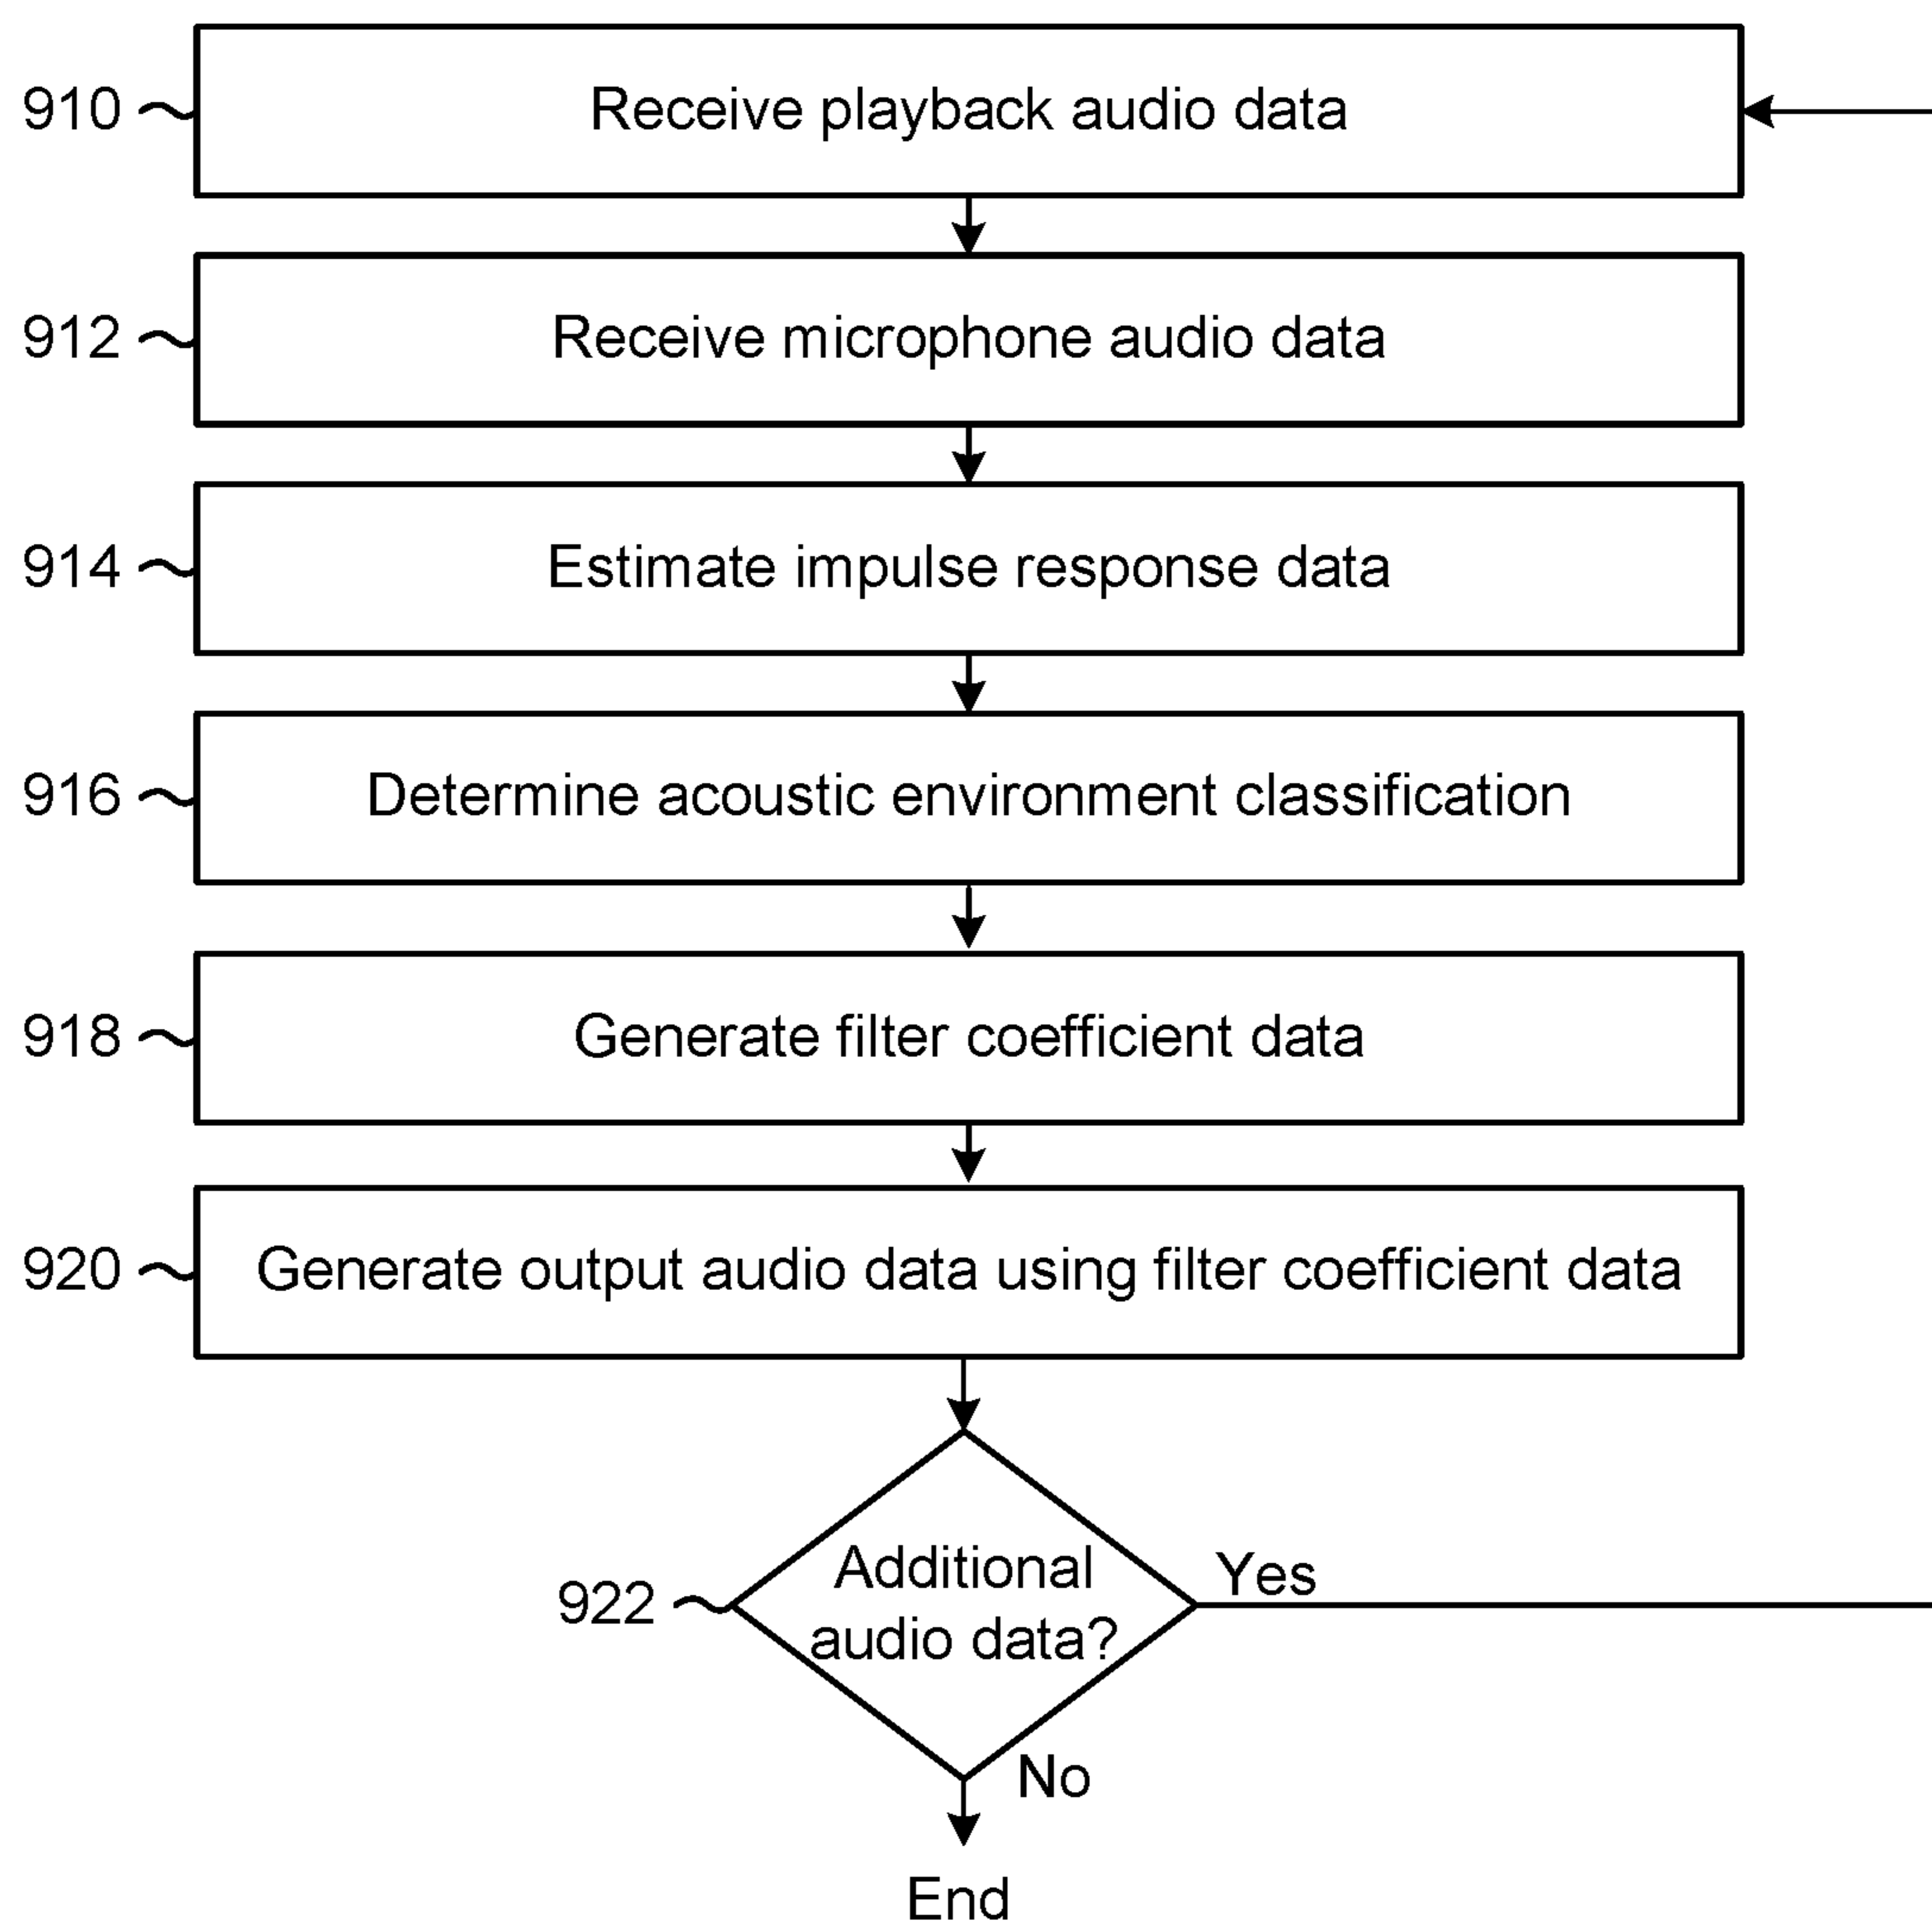 910 Receive playback audio data
912 Receive microphone audio data
914 Estimate impulse response data
916 Determine acoustic environment classification
918 Generate filter coefficient data
920 Generate output audio data using filter coefficient data
Additional
922 audio data?
Yes
No
End